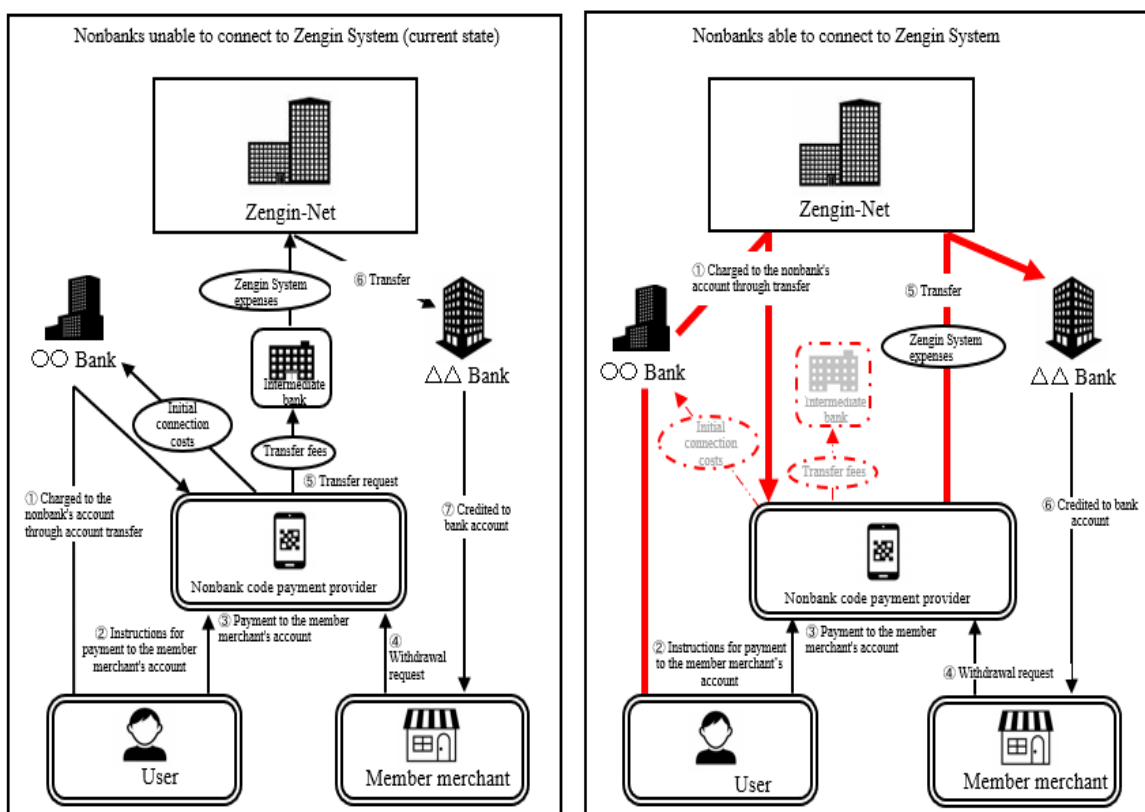 Nonbanks unable to connect to Zengin System (current state)
Zengin-Net
Zengin System
expenses
⑥ Transfer
○○ Bank
Intermediate
bank
△△ Bank
Initial
connection
costs
Transfer fees
⑤ Transfer request
① Charged to the
nonbank's account
through account transfer
⑦ Credited to
bank account
Nonbank code payment provider
② Instructions for
payment to the member
merchant's account
③ Payment to the member
merchant's account
④
Withdrawal
request
User
Member merchant
Nonbanks able to connect to Zengin System
Zengin-Net
① Charged to the nonbank's
account through transfer
⑤ Transfer
Zengin System
expenses
○○ Bank
Intermediate
bank
△△ Bank
Initial
connection
costs
Transfer fees
⑥ Credited to bank
account
Nonbank code payment provider
② Instructions for payment
to the member merchant's
account
③ Payment to the member
merchant's account
④ Withdrawal request
User
Member merchant